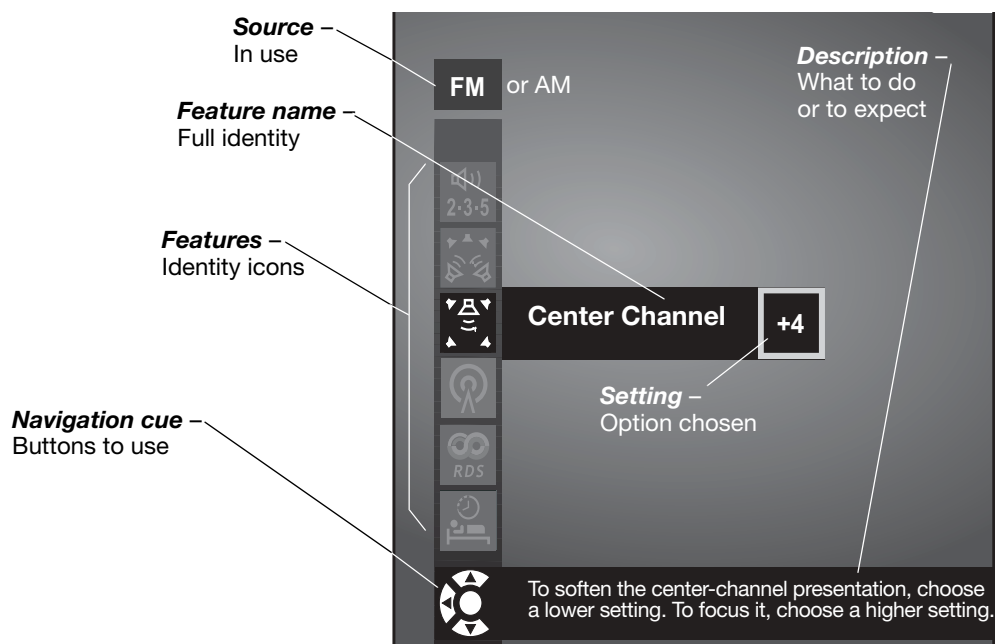 Source –
In use
FM or AM
Description –
What to do
or to expect
Feature name –
Full identity
2·3·5
Features –
Identity icons
Center Channel +4
Setting –
Option chosen
Navigation cue –
Buttons to use
RDS
To soften the center-channel presentation, choose
a lower setting. To focus it, choose a higher setting.